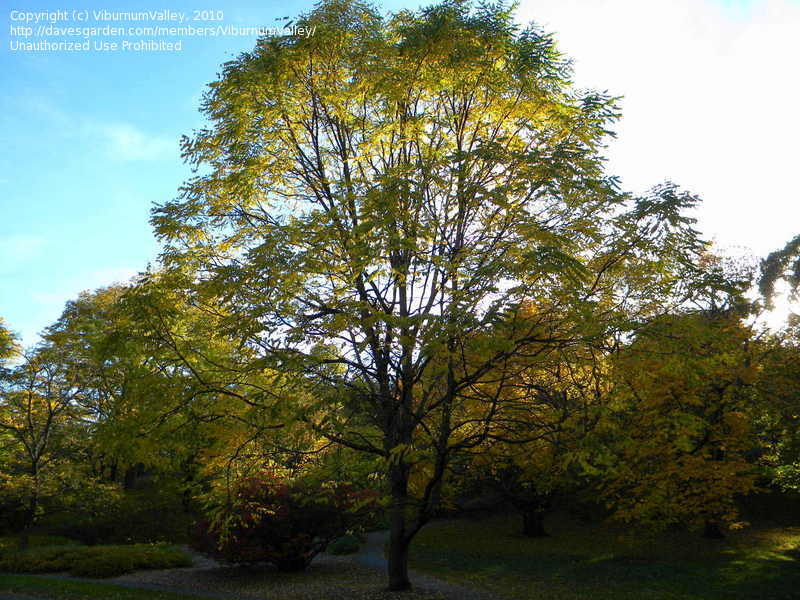 Copyright (c) ViburnumValley, 2010
http://davesgarden.com/members/ViburnumValley/
Unauthorized Use Prohibited